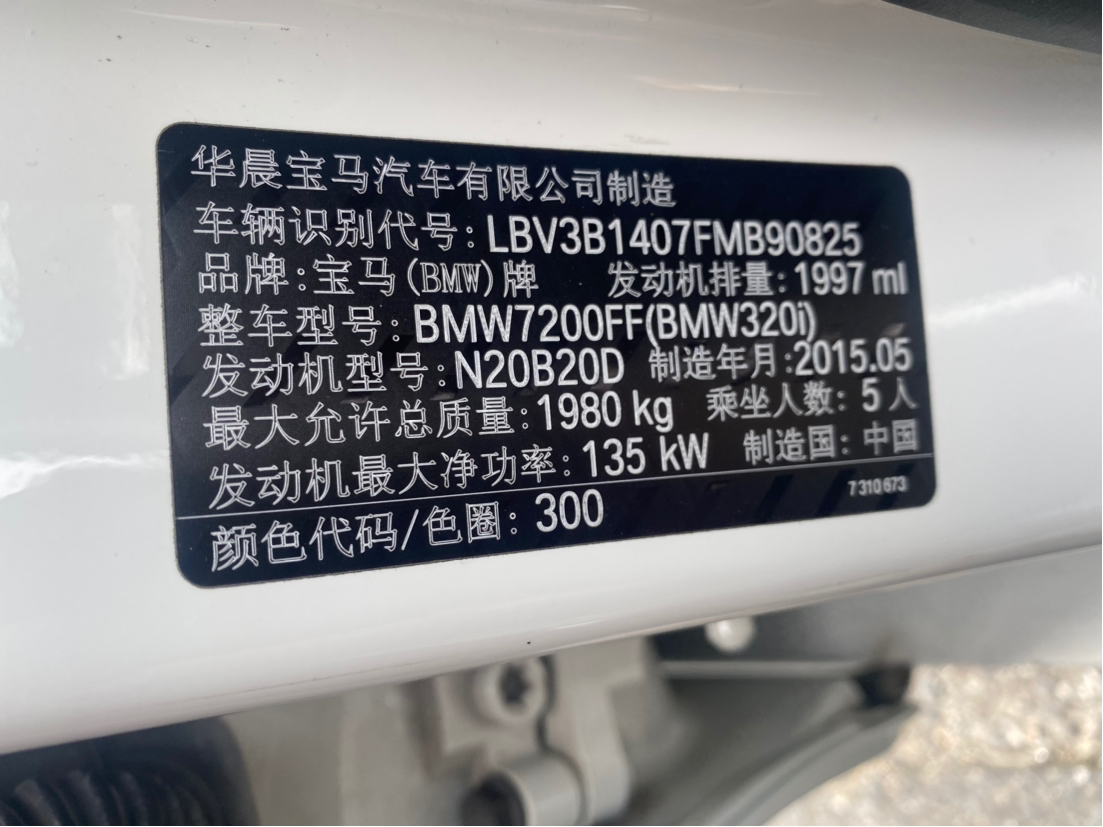 华晨宝马汽车有限公司制造
车辆识别代号: LBV3B1407FMB90825
品牌:宝马(BMW)牌 发动机排量: 1997 ml
整车型号: BMW7200FF(BMW320i)
发动机型号: N20B20D 制造年月:2015.05
最大允许总质量: 1980 kg 乘坐人数: 5 人
发动机最大净功率: 135 kW 制造国: 中国
7 310 673
颜色代码/色圈: 300